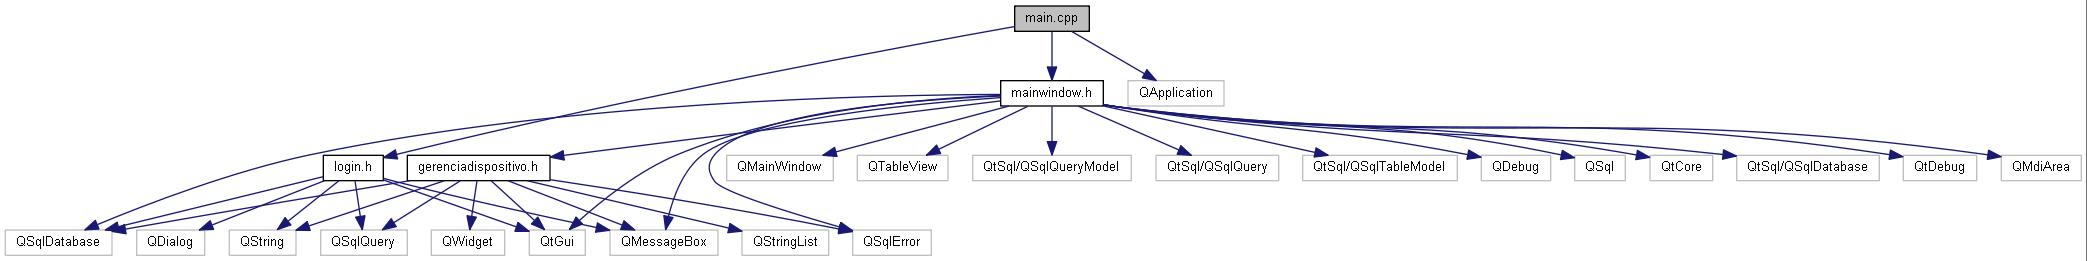 main.cpp
mainwindow.h
QApplication
login.h
gerenciadispositivo.h
QMainWindow
QTableView
QtSql/QSqlQueryModel
QtSql/QSqlQuery
QtSql/QSqlTableModel
QDebug
QSql
QtCore
QtSql/QSqlDatabase
QtDebug
QMdiArea
QSqlDatabase
QDialog
QString
QSqlQuery
QWidget
QtGui
QMessageBox
QStringList
QSqlError